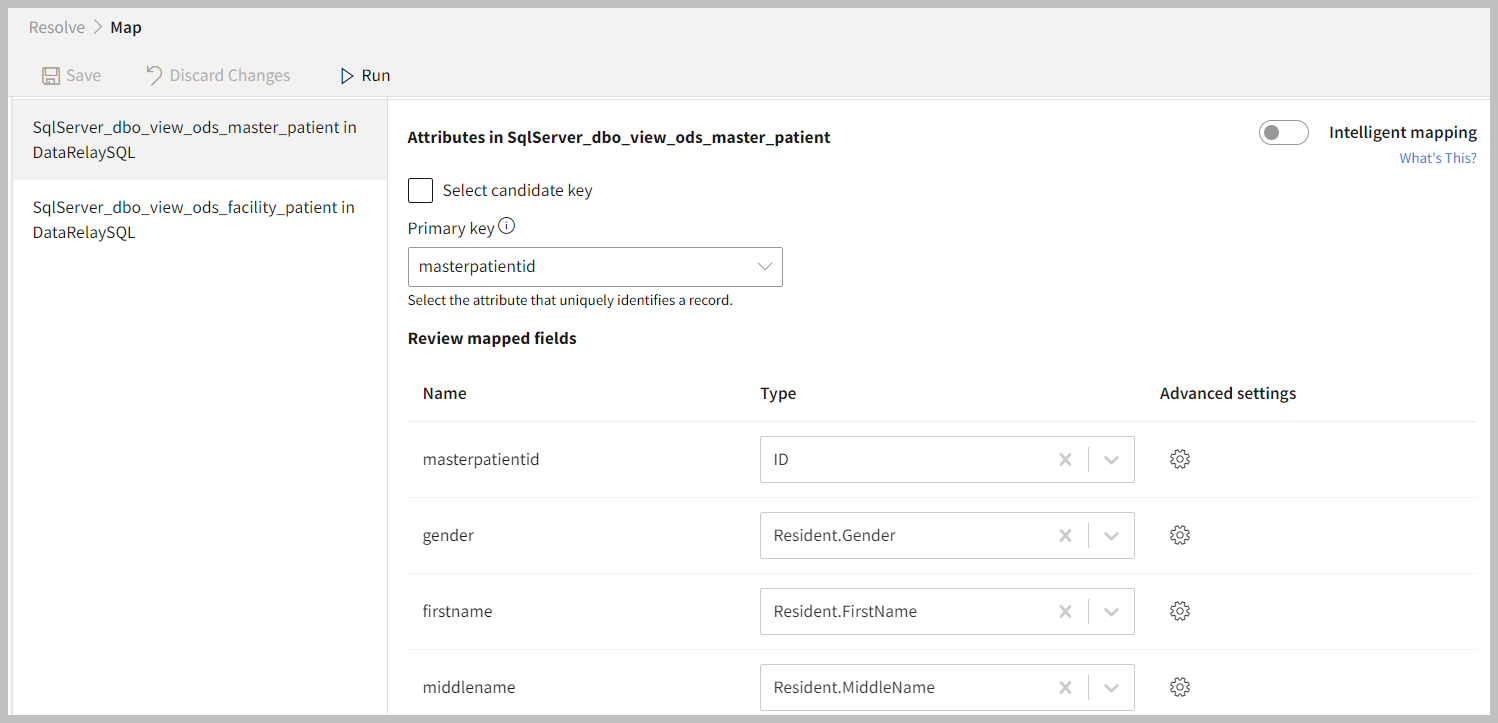 Resolve > Map
Save Discard Changes Run
SqlServer_dbo_view_ods_master_patient in
DataRelaySQL
SqlServer_dbo_view_ods_facility_patient in
DataRelaySQL
Attributes in SqlServer_dbo_view_ods_master_patient
Intelligent mapping
What's This?
Select candidate key
Primary key
masterpatientid
Select the attribute that uniquely identifies a record.
Review mapped fields
Name Type Advanced settings
masterpatientid ID
gender Resident.Gender
firstname Resident.FirstName
middlename Resident.MiddleName